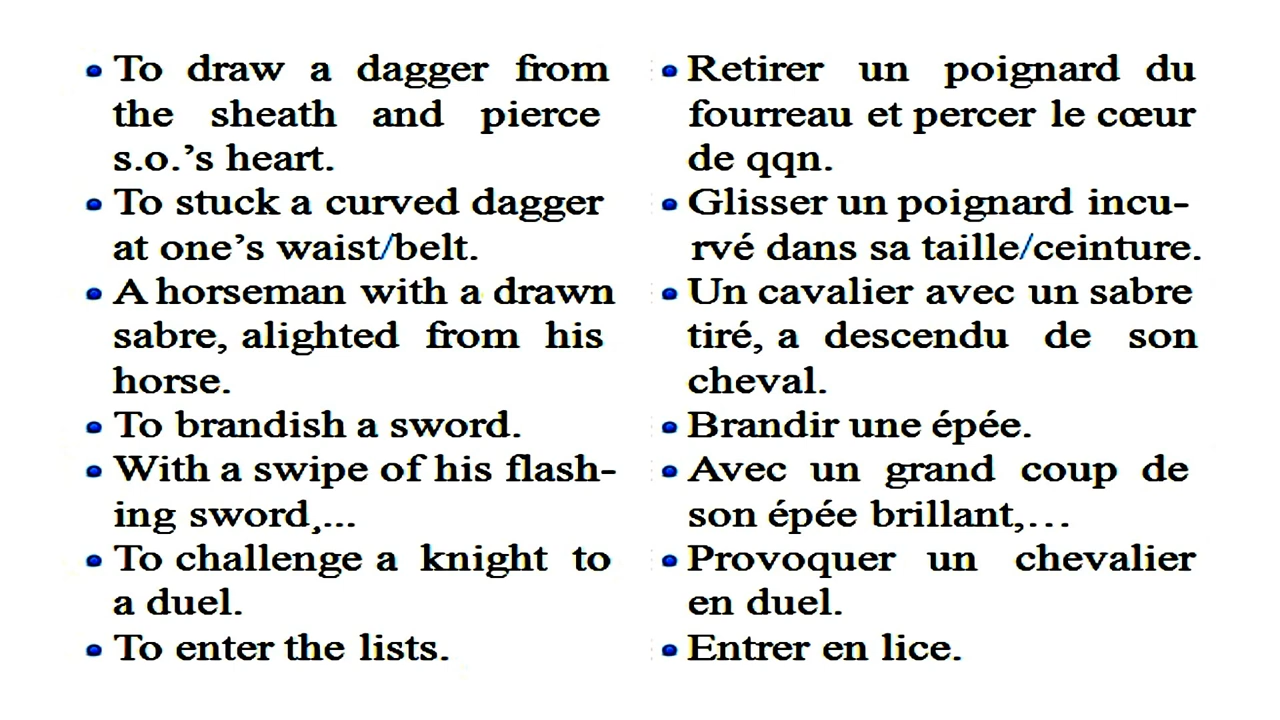 • To draw a dagger from
the sheath and pierce
s.o.'s heart.
• To stuck a curved dagger
at one's waist/belt.
• A horseman with a drawn
sabre, alighted from his
horse.
• To brandish a sword.
• With a swipe of his flash-
ing sword,...
• To challenge a knight to
a duel.
• To enter the lists.
• Retirer un poignard du
fourreau et percer le cœur
de qqn.
• Glisser un poignard incu-
rvé dans sa taille/ceinture.
• Un cavalier avec un sabre
tiré, a descendu de son
cheval.
• Brandir une épée.
• Avec un grand coup de
son épée brillant,...
• Provoquer un chevalier
en duel.
• Entrer en lice.